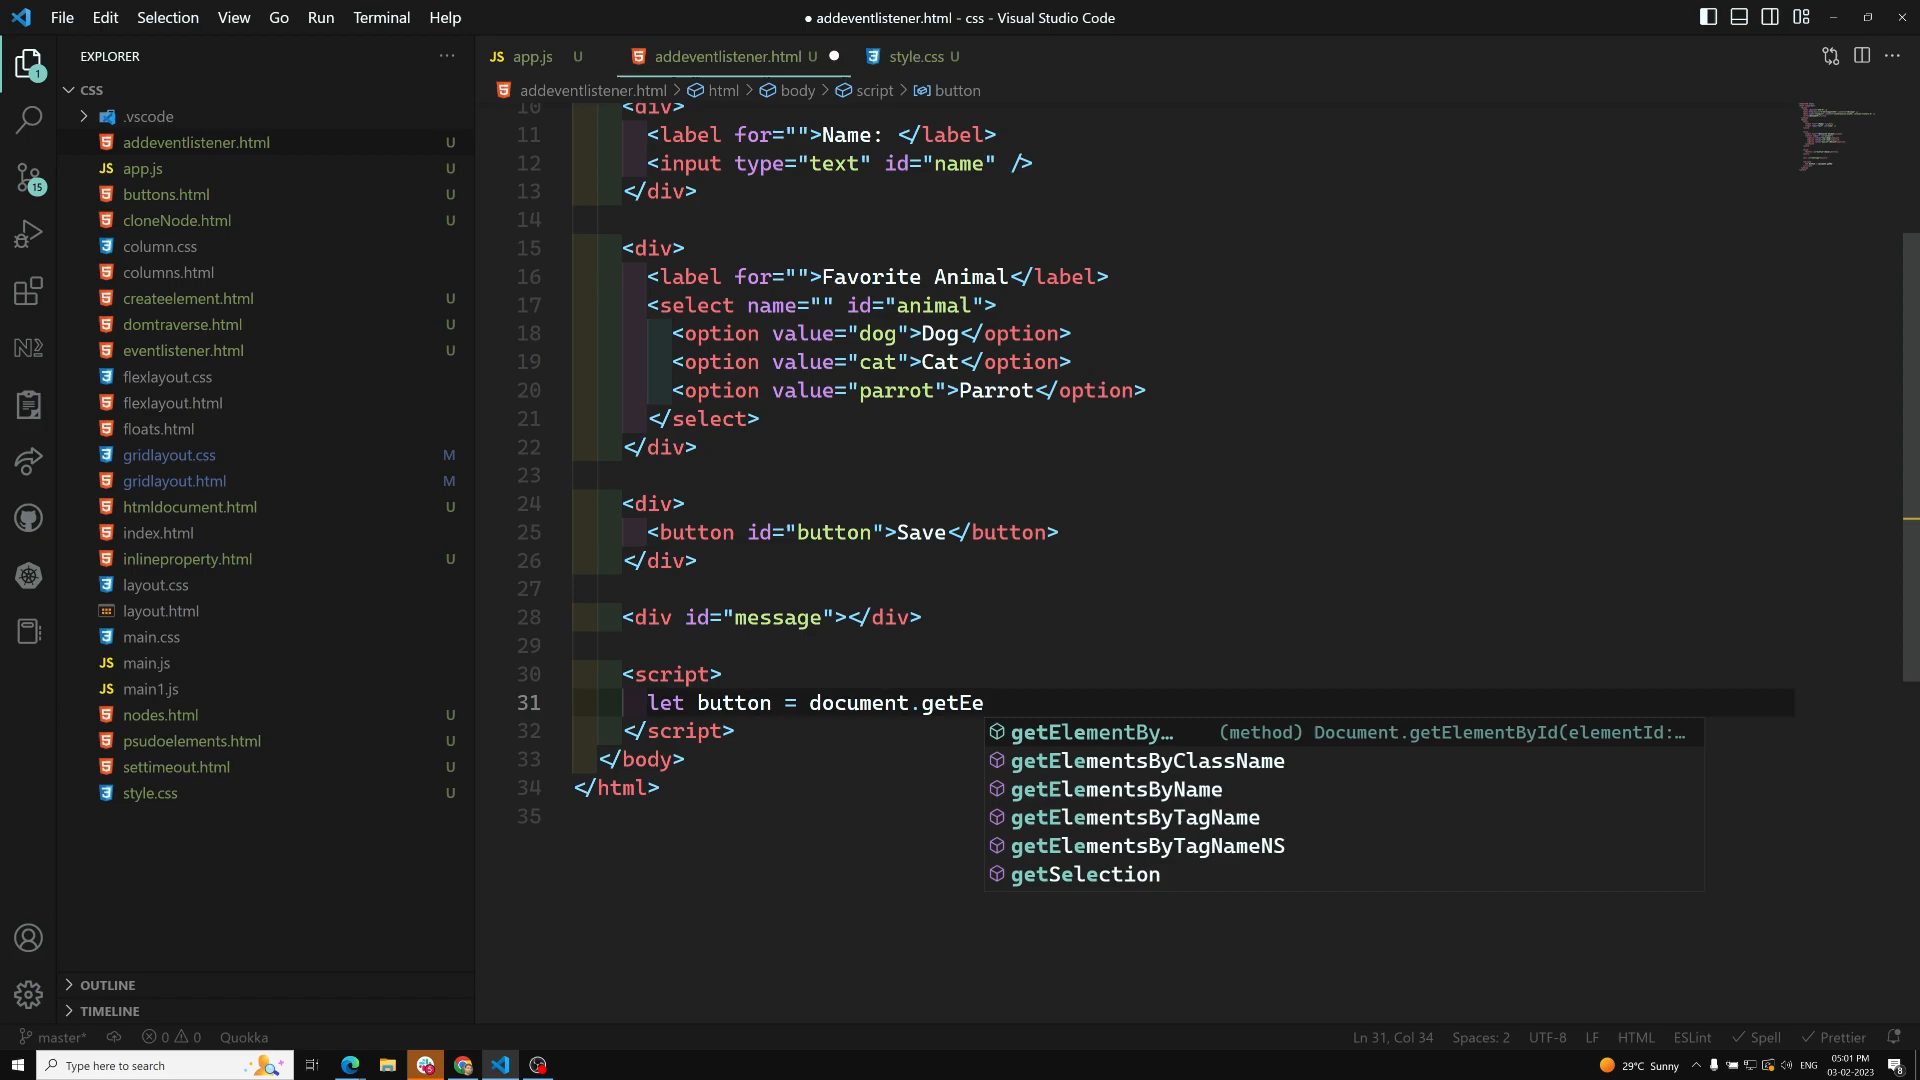 File Edit Selection View Go Run Terminal Help
● addeventlistener.html - css - Visual Studio Code
EXPLORER
CSS
.vscode
addeventlistener.html U
app.js U
buttons.html U
cloneNode.html U
column.css
columns.html
createelement.html U
domtraverse.html U
eventlistener.html U
flexlayout.css
flexlayout.html
floats.html
gridlayout.css M
gridlayout.html M
htmldocument.html U
index.html
inlineproperty.html U
layout.css
layout.html
main.css
main.js
main1.js
nodes.html U
psudoelements.html U
settimeout.html U
style.css U
OUTLINE
TIMELINE
1
15
JS app.js U
addeventlistener.html U ●
style.css U
addeventlistener.html > html > body > script > button
10 <div>
11 <label for="">Name: </label>
12 <input type="text" id="name" />
13 </div>
14
15 <div>
16 <label for="">Favorite Animal</label>
17 <select name="" id="animal">
18 <option value="dog">Dog</option>
19 <option value="cat">Cat</option>
20 <option value="parrot">Parrot</option>
21 </select>
22 </div>
23
24 <div>
25 <button id="button">Save</button>
26 </div>
27
28 <div id="message"></div>
29
30 <script>
31 let button = document.getEe
32 </script>
33 </body>
34 </html>
35
getElementBy… (method) Document.getElementById(elementId:…
getElementsByClassName
getElementsByName
getElementsByTagName
getElementsByTagNameNS
getSelection
master* 0 0 Quokka
Ln 31, Col 34 Spaces: 2 UTF-8 LF HTML ESLint Spell Prettier
Type here to search
29°C Sunny ENG 05:01 PM
03-02-2023
8